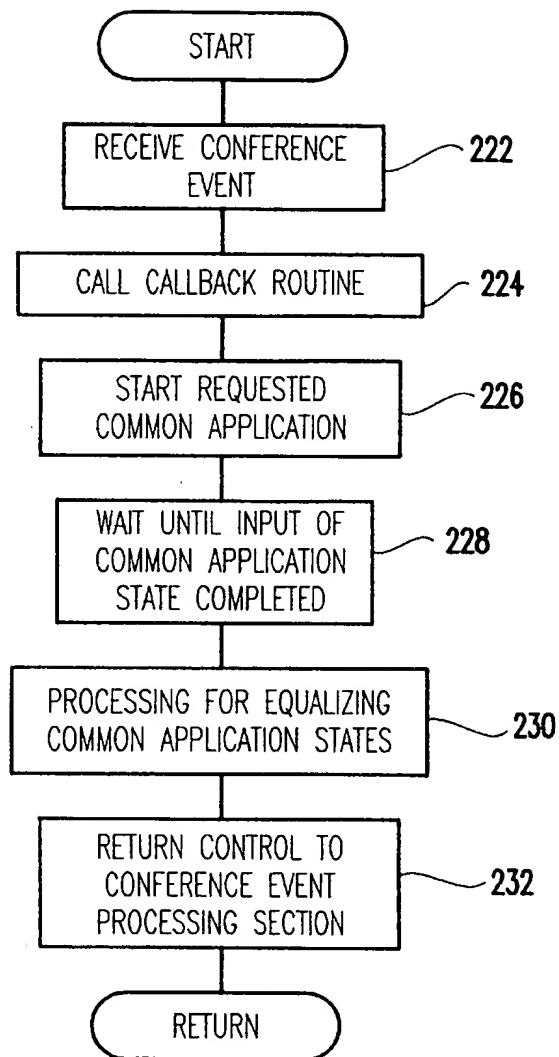 START
RECEIVE CONFERENCE
EVENT
222
CALL CALLBACK ROUTINE
224
START REQUESTED
COMMON APPLICATION
226
WAIT UNTIL INPUT OF
COMMON APPLICATION
STATE COMPLETED
228
PROCESSING FOR EQUALIZING
COMMON APPLICATION STATES
230
RETURN CONTROL TO
CONFERENCE EVENT
PROCESSING SECTION
232
RETURN